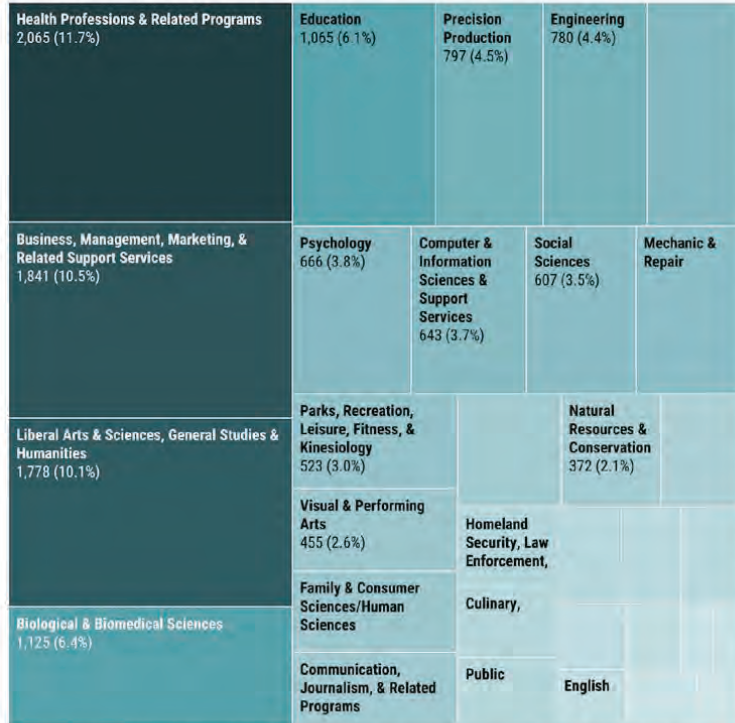 Health Professions & Related Programs
2,065 (11.7%)
Education
1,065 (6.1%)
Precision
Production
797 (4.5%)
Engineering
780 (4.4%)
Business, Management, Marketing, &
Related Support Services
1,841 (10.5%)
Psychology
666 (3.8%)
Computer &
Information
Sciences &
Support
Services
643 (3.7%)
Social
Sciences
607 (3.5%)
Mechanic &
Repair
Liberal Arts & Sciences, General Studies &
Humanities
1,778 (10.1%)
Parks, Recreation,
Leisure, Fitness, &
Kinesiology
523 (3.0%)
Natural
Resources &
Conservation
372 (2.1%)
Visual & Performing
Arts
455 (2.6%)
Homeland
Security, Law
Enforcement,
Family & Consumer
Sciences/Human
Sciences
Culinary,
Biological & Biomedical Sciences
1,125 (6.4%)
Communication,
Journalism, & Related
Programs
Public
English